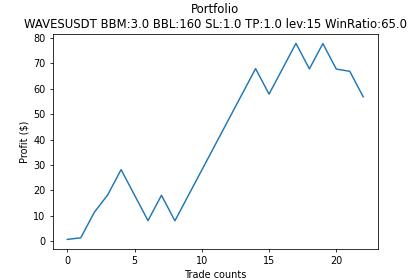 Portfolio
WAVESUSDT BBM:3.0 BBL:160 SL:1.0 TP:1.0 lev:15 WinRatio:65.0
80
70
60
50
40
30
20
10
0
Profit ($)
0 5 10 15 20
Trade counts